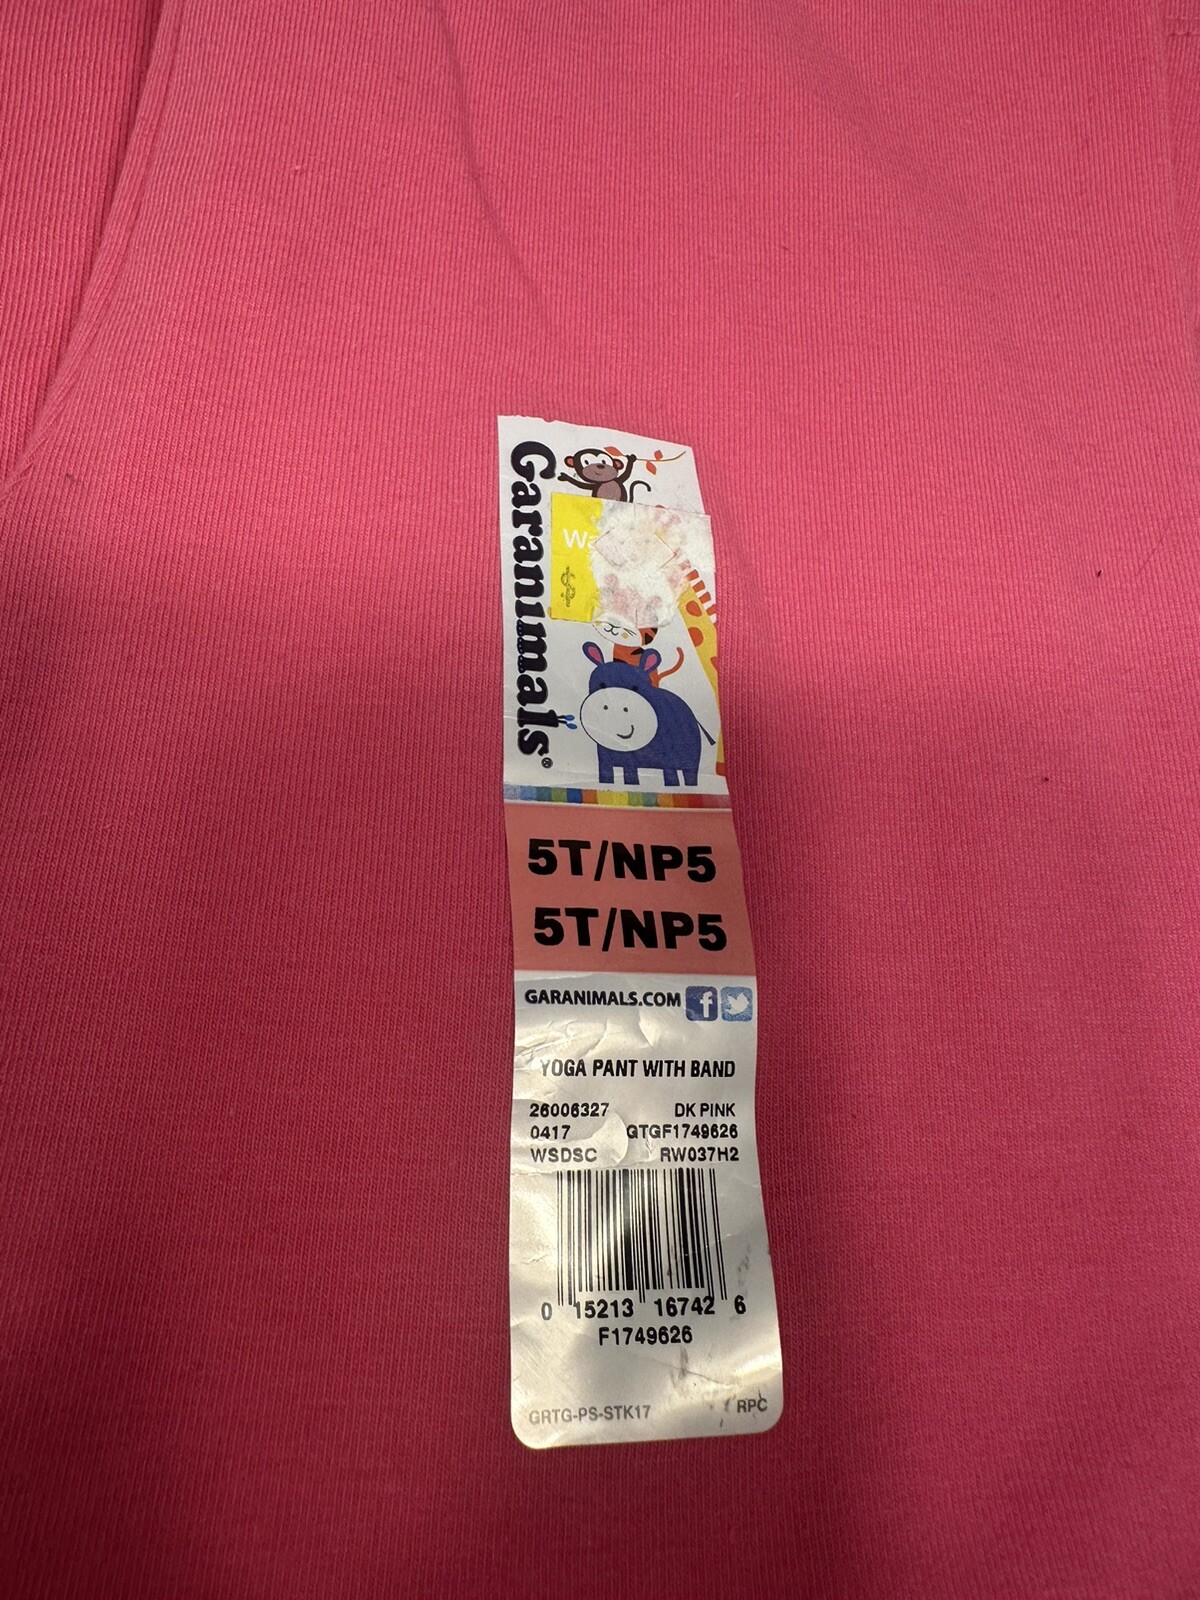 Garanimals®
$
5T/NP5
5T/NP5
GARANIMALS.COM f
YOGA PANT WITH BAND
26006327 DK PINK
0417 GTGF1749626
WSDSC RW037H2
0 15213 16742 6
F1749626
GRTG-PS-STK17 RPC